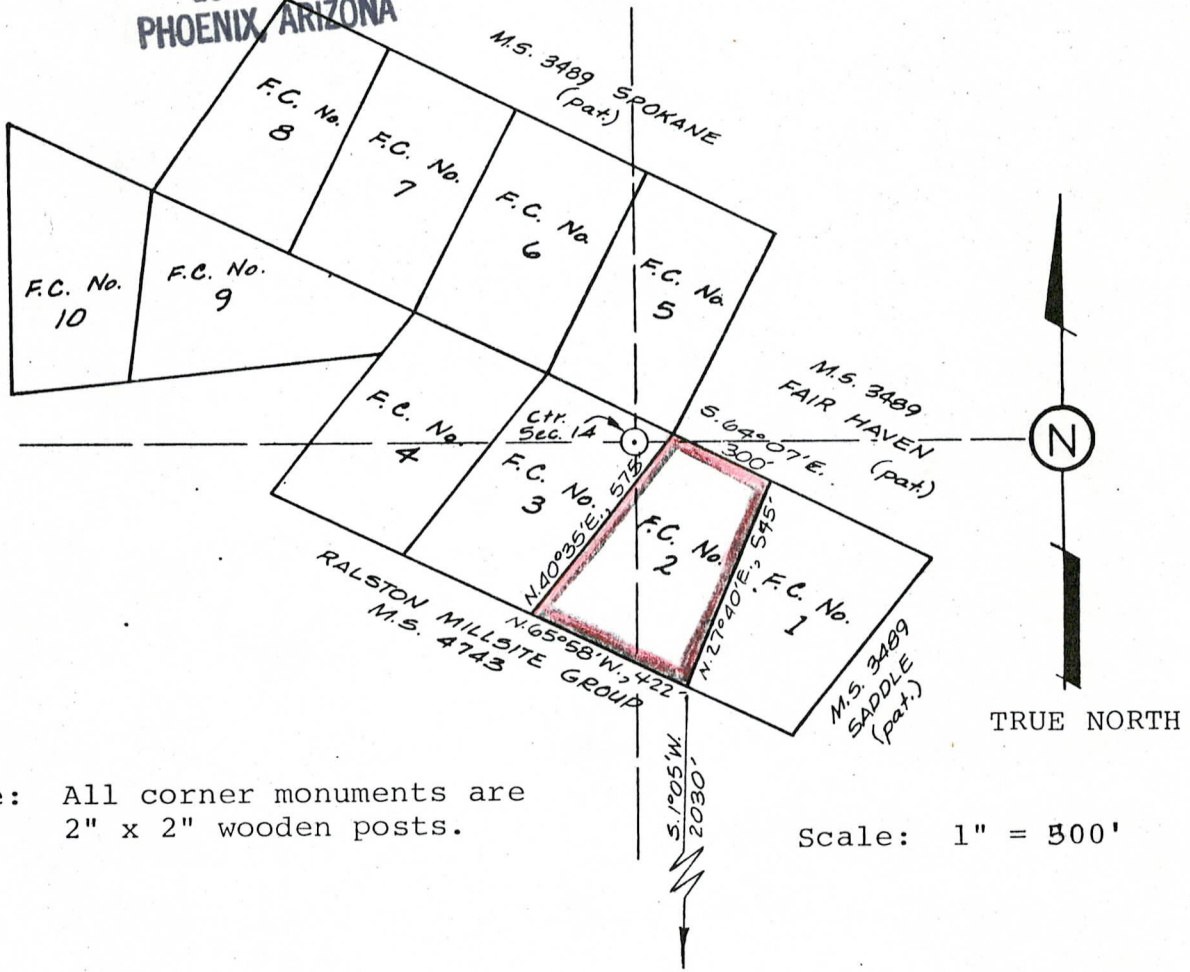 PHOENIX, ARIZONA
M.S. 3489 SPOKANE
(pat.)
F.C. No.
8
F.C. No.
7
F.C. No.
6
F.C. No.
5
F.C. No.
10
F.C. No.
9
M.S. 3489
FAIR HAVEN
(pat.)
S.64°07'E.
300'
Ctr.
Sec. 14
F.C. No.
4
F.C. No.
3
N.40°35'E., 575'
F.C. No.
2
N.27°40'E., 545'
F.C. No.
1
N
N.65°58'W., 422'
RALSTON MILLSITE GROUP
M.S. 4743
M.S. 3489
SADDLE
(pat.)
TRUE NORTH
S.1°05'W.
2030'
e: All corner monuments are
2" x 2" wooden posts.
Scale: 1" = 500'